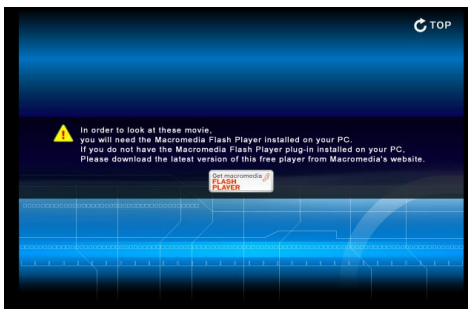 TOP
In order to look at these movie,
you will need the Macromedia Flash Player installed on your PC.
If you do not have the Macromedia Flash Player plug-in installed on your PC,
Please download the latest version of this free player from Macromedia's website.
Get macromedia
FLASH
PLAYER